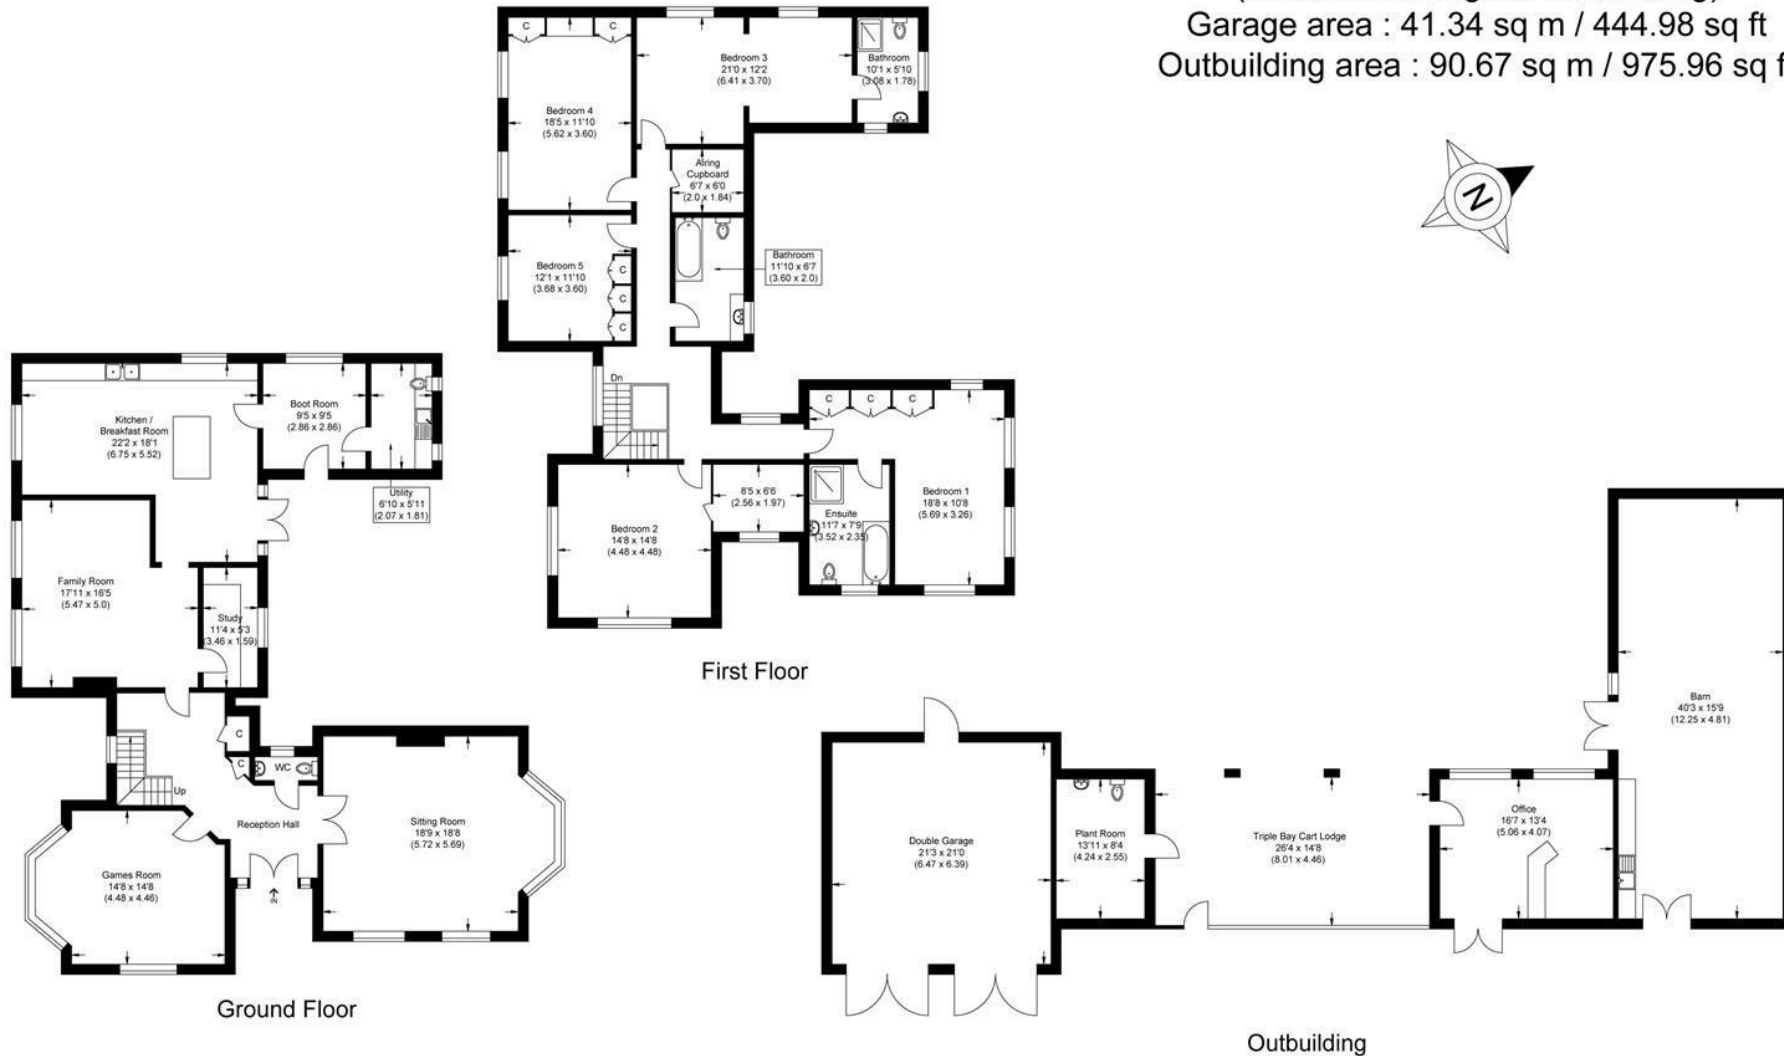 Garage area : 41.34 sq m / 444.98 sq ft
Outbuilding area : 90.67 sq m / 975.96 sq f
N
C
C
Bedroom 4
18'5 x 11'10
(5.62 x 3.60)
Bedroom 3
21'0 x 12'2
(6.41 x 3.70)
Bathroom
10'1 x 5'10
(3.08 x 1.78)
Airing
Cupboard
6'7 x 6'0
(2.0 x 1.84)
Bedroom 5
12'1 x 11'10
(3.68 x 3.60)
C
C
C
Bathroom
11'10 x 6'7
(3.60 x 2.0)
Dn
C
C
C
Bedroom 2
14'8 x 14'8
(4.48 x 4.48)
8'5 x 6'6
(2.56 x 1.97)
Ensuite
11'7 x 7'9
(3.52 x 2.35)
Bedroom 1
18'8 x 10'8
(5.69 x 3.26)
First Floor
Kitchen /
Breakfast Room
22'2 x 18'1
(6.75 x 5.52)
Boot Room
9'5 x 9'5
(2.86 x 2.86)
Utility
6'10 x 5'11
(2.07 x 1.81)
Family Room
17'11 x 16'5
(5.47 x 5.0)
Study
11'4 x 5'3
(3.46 x 1.59)
C
C
WC
Up
Reception Hall
Sitting Room
18'9 x 18'8
(5.72 x 5.69)
Games Room
14'8 x 14'8
(4.48 x 4.46)
IN
Ground Floor
Double Garage
21'3 x 21'0
(6.47 x 6.39)
Plant Room
13'11 x 8'4
(4.24 x 2.55)
Triple Bay Cart Lodge
26'4 x 14'8
(8.01 x 4.46)
Office
16'7 x 13'4
(5.06 x 4.07)
Barn
40'3 x 15'9
(12.25 x 4.81)
Outbuilding